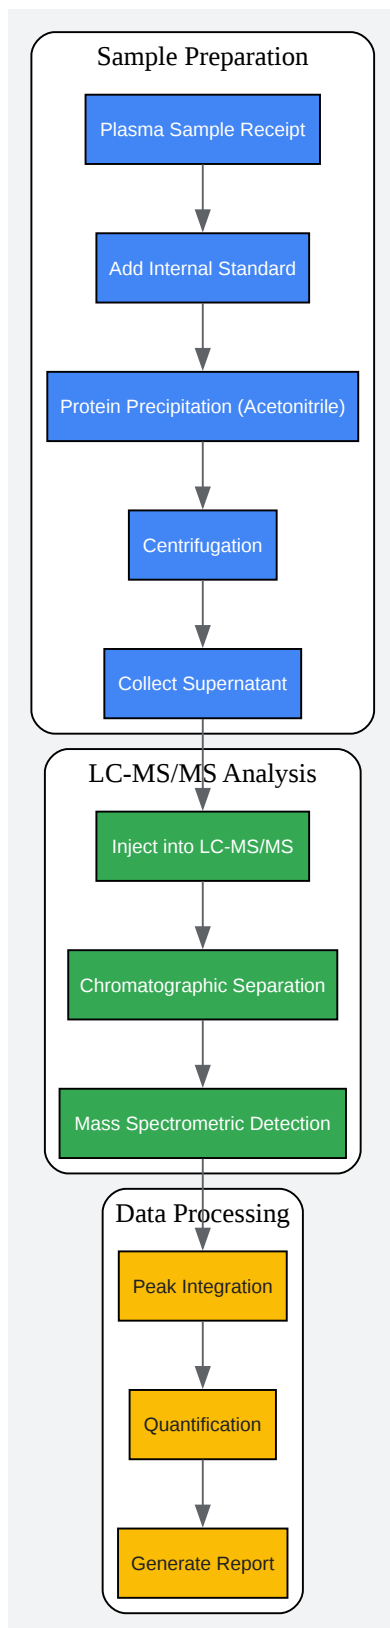 Sample Preparation
Plasma Sample Receipt
Add Internal Standard
Protein Precipitation (Acetonitrile)
Centrifugation
Collect Supernatant
LC-MS/MS Analysis
Inject into LC-MS/MS
Chromatographic Separation
Mass Spectrometric Detection
Data Processing
Peak Integration
Quantification
Generate Report